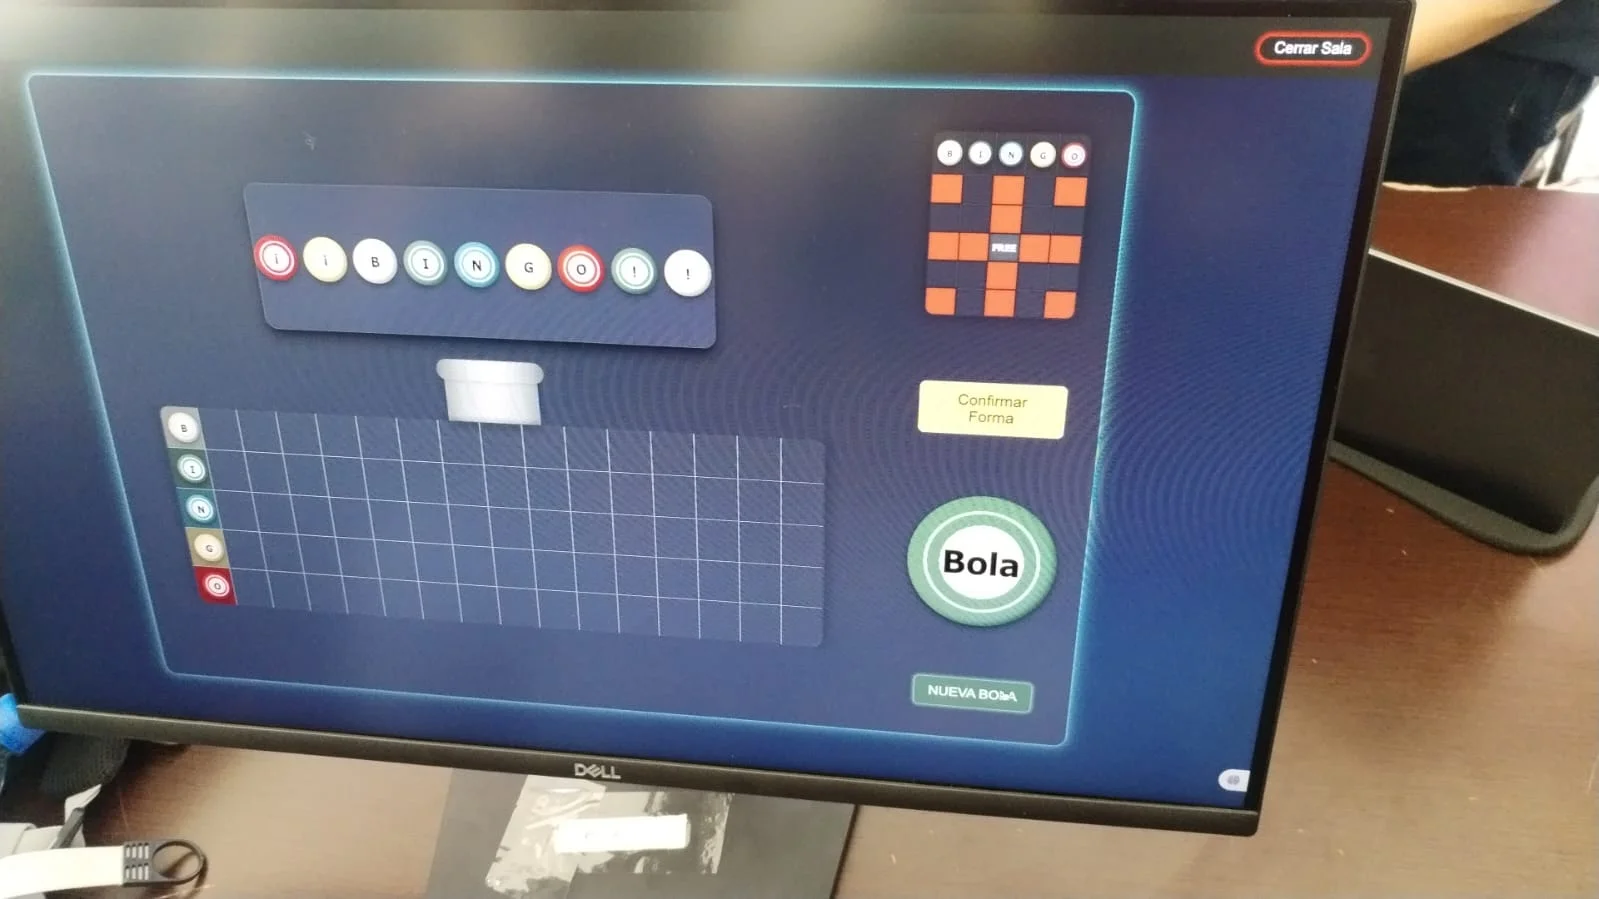 Cerrar Sala
B I N G O
FREE
¡ ¡ B I N G O ! !
Confirmar
Forma
B
I
N
G
O
Bola
NUEVA BOLA
DELL